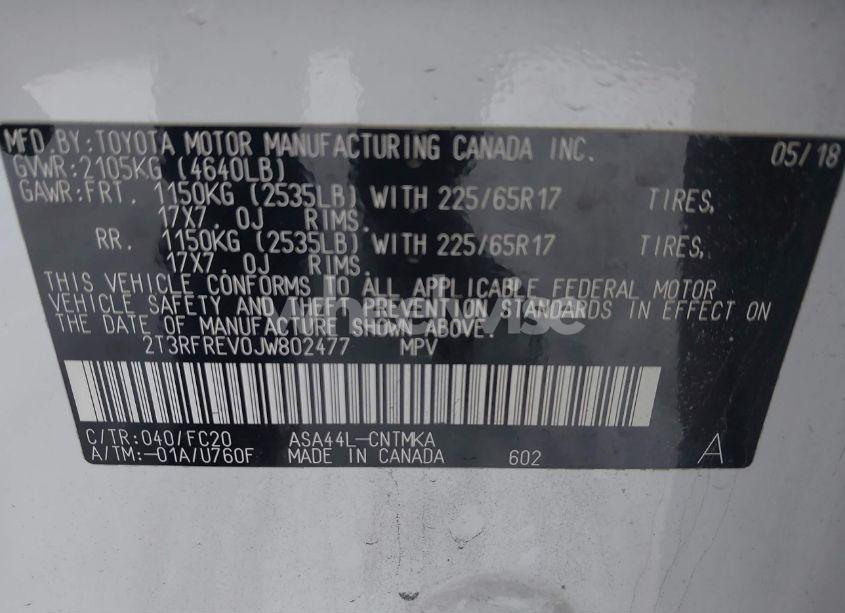 MFD BY:TOYOTA MOTOR MANUFACTURING CANADA INC. 05/18
GVWR:2105KG (4640LB)
GAWR:FRT. 1150KG (2535LB) WITH 225/65R17 TIRES,
17X7. 0J RIMS.
RR. 1150KG (2535LB) WITH 225/65R17 TIRES,
17X7. 0J RIMS.
THIS VEHICLE CONFORMS TO ALL APPLICABLE FEDERAL MOTOR
VEHICLE SAFETY AND THEFT PREVENTION STANDARDS IN EFFECT ON
THE DATE OF MANUFACTURE SHOWN ABOVE.
2T3RFREV0JW802477 MPV
C/TR:040/FC20 ASA44L-CNTMKA
A/TM:-01A/U760F MADE IN CANADA 602 A